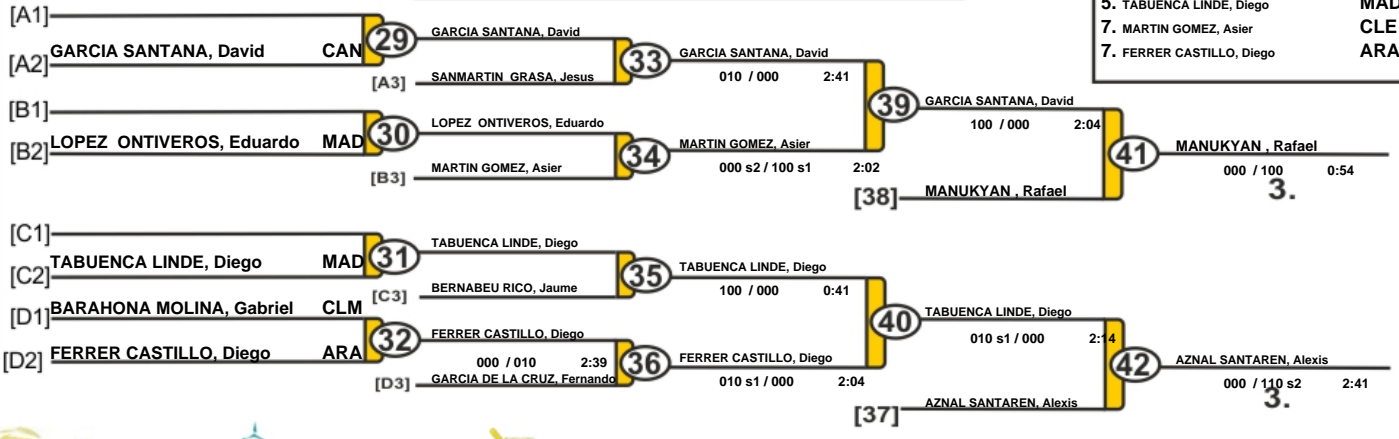 5. TABUENCA LINDE, Diego MAD
7. MARTIN GOMEZ, Asier CLE
7. FERRER CASTILLO, Diego ARA
[A1]
[A2] GARCIA SANTANA, David CAN
29
GARCIA SANTANA, David
[A3] SANMARTIN GRASA, Jesus
33
GARCIA SANTANA, David
010 / 000 2:41
[B1]
[B2] LOPEZ ONTIVEROS, Eduardo MAD
30
LOPEZ ONTIVEROS, Eduardo
[B3] MARTIN GOMEZ, Asier
34
MARTIN GOMEZ, Asier
000 s2 / 100 s1 2:02
39
GARCIA SANTANA, David
100 / 000 2:04
[38] MANUKYAN , Rafael
41
MANUKYAN , Rafael
000 / 100 0:54
3.
[C1]
[C2] TABUENCA LINDE, Diego MAD
31
TABUENCA LINDE, Diego
[C3] BERNABEU RICO, Jaume
35
TABUENCA LINDE, Diego
100 / 000 0:41
[D1] BARAHONA MOLINA, Gabriel CLM
[D2] FERRER CASTILLO, Diego ARA
32
FERRER CASTILLO, Diego
000 / 010 2:39
[D3] GARCIA DE LA CRUZ, Fernando
36
FERRER CASTILLO, Diego
010 s1 / 000 2:04
40
TABUENCA LINDE, Diego
010 s1 / 000 2:14
[37] AZNAL SANTAREN, Alexis
42
AZNAL SANTAREN, Alexis
000 / 110 s2 2:41
3.